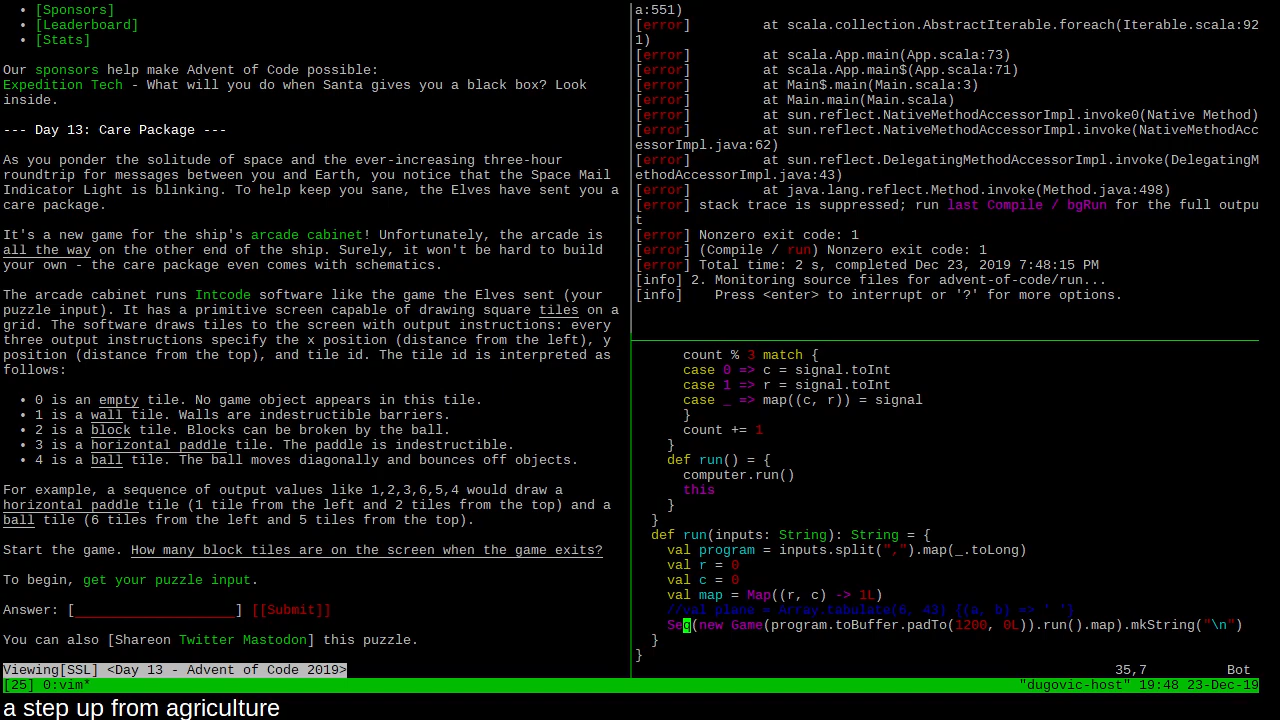 • [Sponsors]
• [Leaderboard]
• [Stats]
Our sponsors help make Advent of Code possible:
Expedition Tech - What will you do when Santa gives you a black box? Look
inside.
--- Day 13: Care Package ---
As you ponder the solitude of space and the ever-increasing three-hour
roundtrip for messages between you and Earth, you notice that the Space Mail
Indicator Light is blinking. To help keep you sane, the Elves have sent you a
care package.
It's a new game for the ship's arcade cabinet! Unfortunately, the arcade is
all the way on the other end of the ship. Surely, it won't be hard to build
your own - the care package even comes with schematics.
The arcade cabinet runs Intcode software like the game the Elves sent (your
puzzle input). It has a primitive screen capable of drawing square tiles on a
grid. The software draws tiles to the screen with output instructions: every
three output instructions specify the x position (distance from the left), y
position (distance from the top), and tile id. The tile id is interpreted as
follows:
• 0 is an empty tile. No game object appears in this tile.
• 1 is a wall tile. Walls are indestructible barriers.
• 2 is a block tile. Blocks can be broken by the ball.
• 3 is a horizontal paddle tile. The paddle is indestructible.
• 4 is a ball tile. The ball moves diagonally and bounces off objects.
For example, a sequence of output values like 1,2,3,6,5,4 would draw a
horizontal paddle tile (1 tile from the left and 2 tiles from the top) and a
ball tile (6 tiles from the left and 5 tiles from the top).
Start the game. How many block tiles are on the screen when the game exits?
To begin, get your puzzle input.
Answer: [____________________] [[Submit]]
You can also [Shareon Twitter Mastodon] this puzzle.
Viewing[SSL] <Day 13 - Advent of Code 2019>
a:551)
[error]         at scala.collection.AbstractIterable.foreach(Iterable.scala:92
1)
[error]         at scala.App.main(App.scala:73)
[error]         at scala.App.main$(App.scala:71)
[error]         at Main$.main(Main.scala:3)
[error]         at Main.main(Main.scala)
[error]         at sun.reflect.NativeMethodAccessorImpl.invoke0(Native Method)
[error]         at sun.reflect.NativeMethodAccessorImpl.invoke(NativeMethodAcc
essorImpl.java:62)
[error]         at sun.reflect.DelegatingMethodAccessorImpl.invoke(DelegatingM
ethodAccessorImpl.java:43)
[error]         at java.lang.reflect.Method.invoke(Method.java:498)
[error] stack trace is suppressed; run last Compile / bgRun for the full outpu
t
[error] Nonzero exit code: 1
[error] (Compile / run) Nonzero exit code: 1
[error] Total time: 2 s, completed Dec 23, 2019 7:48:15 PM
[info] 2. Monitoring source files for advent-of-code/run...
[info]    Press <enter> to interrupt or '?' for more options.
count % 3 match {
case 0 => c = signal.toInt
case 1 => r = signal.toInt
case _ => map((c, r)) = signal
}
count += 1
}
def run() = {
computer.run()
this
}
}
def run(inputs: String): String = {
val program = inputs.split(",").map(_.toLong)
val r = 0
val c = 0
val map = Map((r, c) -> 1L)
//val plane = Array.tabulate(6, 43) {(a, b) => ' '}
Seq(new Game(program.toBuffer.padTo(1200, 0L)).run().map).mkString("\n")
}
}
35,7          Bot
[25] 0:vim*
"dugovic-host" 19:48 23-Dec-19
a step up from agriculture